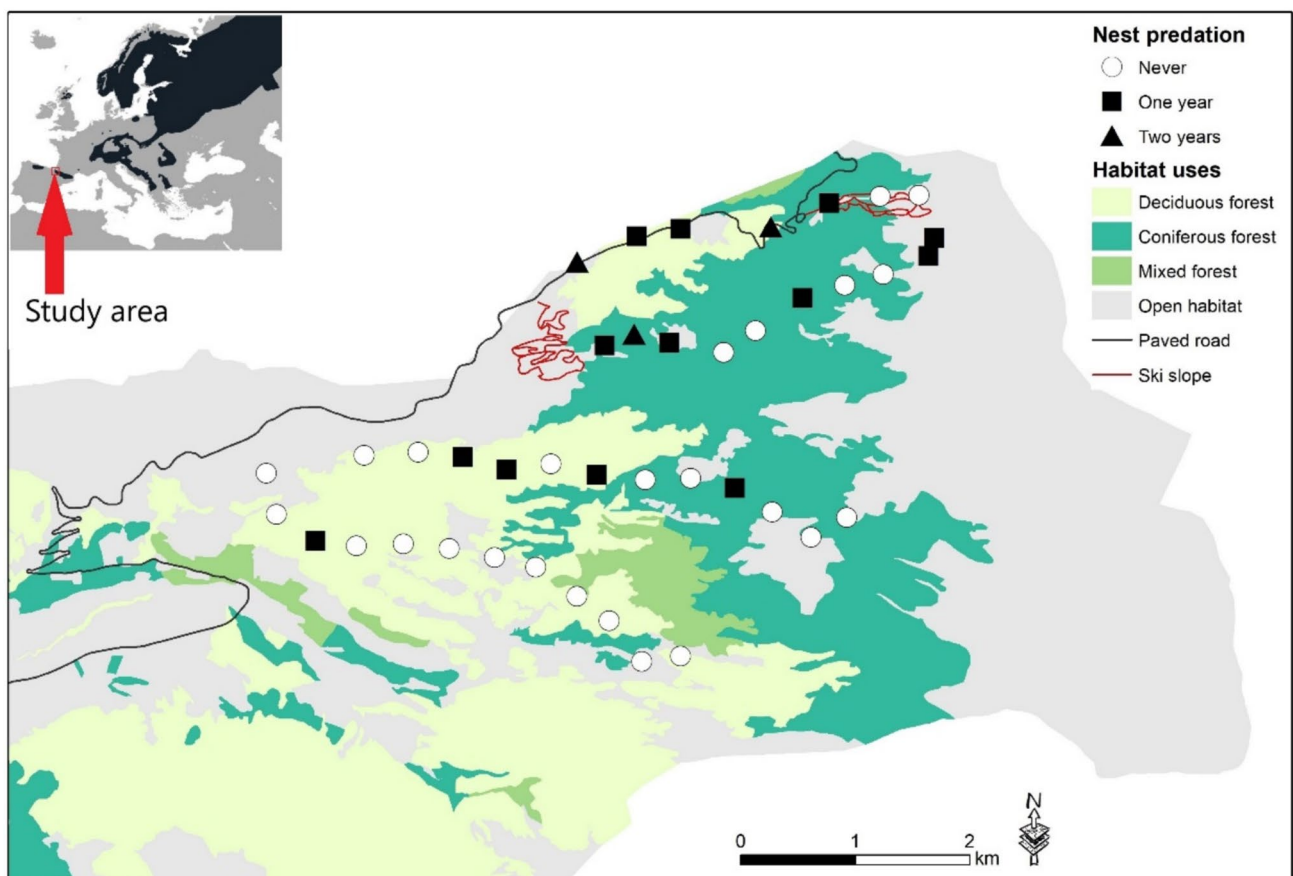 Study area
Nest predation
Never
One year
Two years
Habitat uses
Deciduous forest
Coniferous forest
Mixed forest
Open habitat
Paved road
Ski slope
N
0 1 2
km